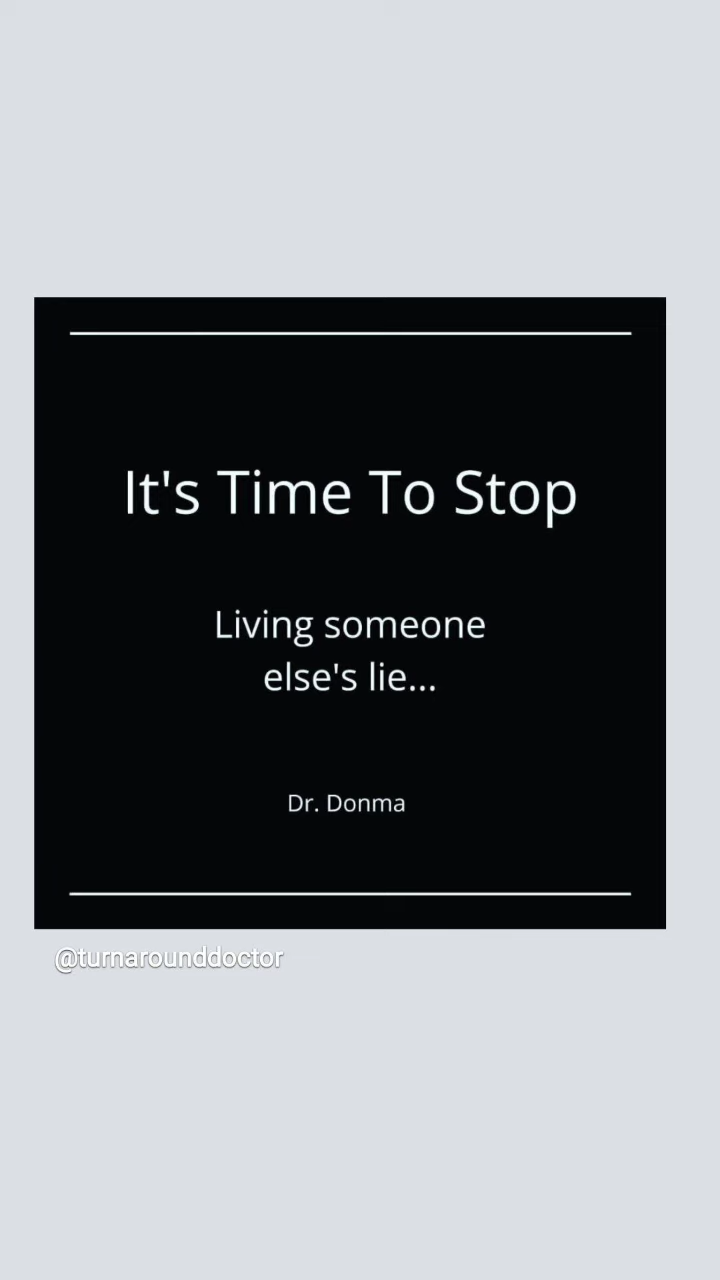 It's Time To Stop
Living someone
else's lie...
Dr. Donma
@turnarounddoctor